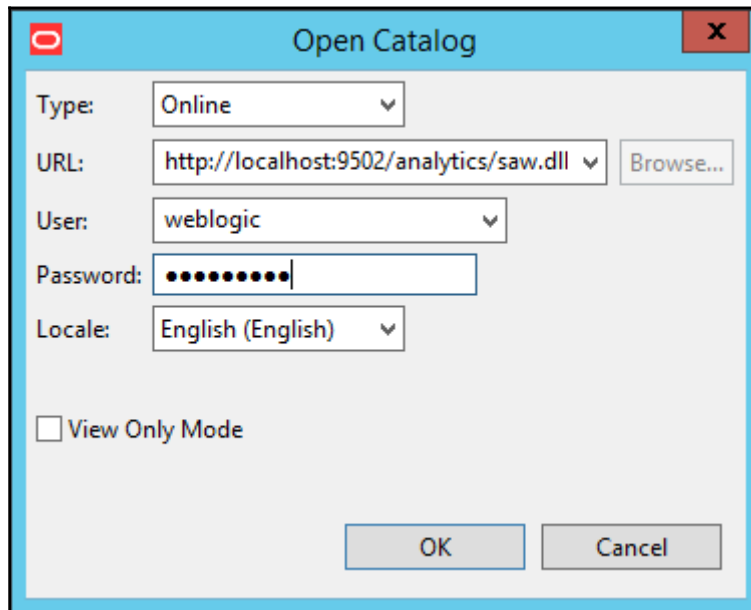 Open Catalog
x
Type: Online
URL: http://localhost:9502/analytics/saw.dll Browse...
User: weblogic
Password: ●●●●●●●●●
Locale: English (English)
View Only Mode
OK Cancel